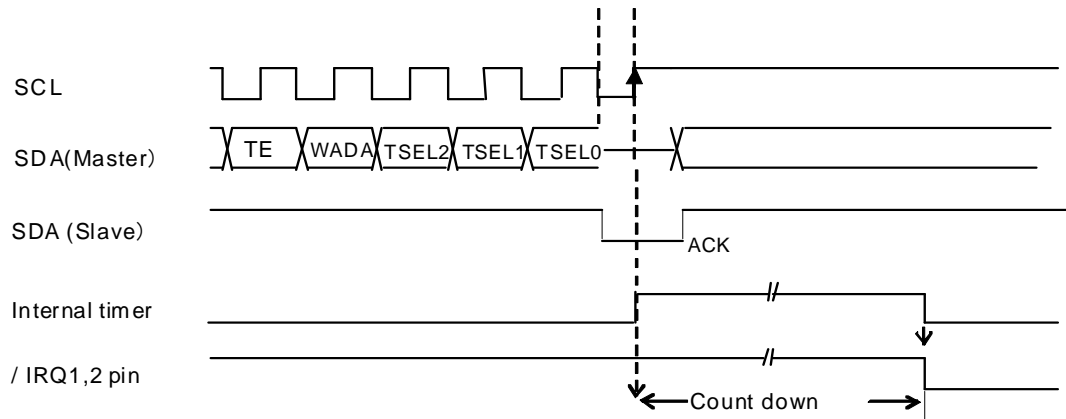 SCL
SDA(Master)
TE WADA TSEL2 TSEL1 TSEL0
SDA (Slave)
ACK
Internal timer
/ IRQ1,2 pin
Count down